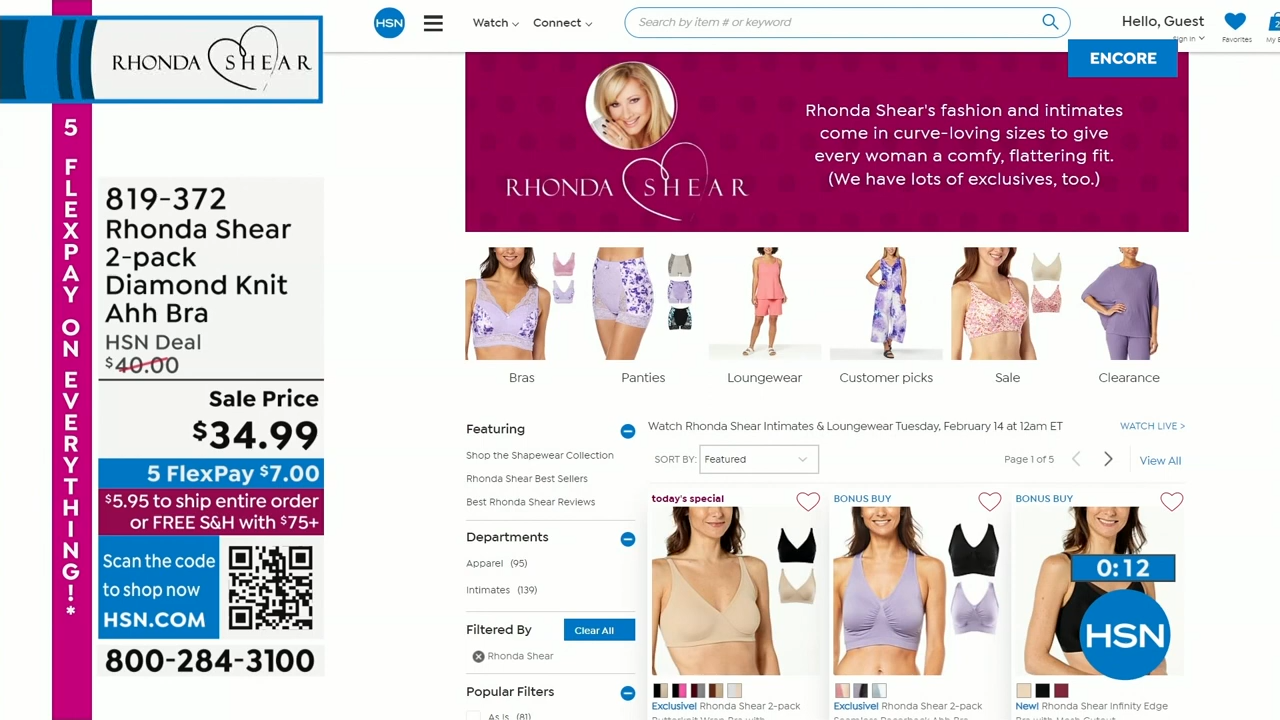 RHONDA SHEAR
5 FLEXPAY ON EVERYTHING!*
819-372
Rhonda Shear
2-pack
Diamond Knit
Ahh Bra
HSN Deal
$40.00
Sale Price
$34.99
5 FlexPay $7.00
$5.95 to ship entire order
or FREE S&H with $75+
Scan the code
to shop now
HSN.COM
800-284-3100
HSN
Watch
Connect
Search by item # or keyword
Hello, Guest
Sign In
Favorites
2
ENCORE
RHONDA SHEAR
Rhonda Shear's fashion and intimates
come in curve-loving sizes to give
every woman a comfy, flattering fit.
(We have lots of exclusives, too.)
Bras
Panties
Loungewear
Customer picks
Sale
Clearance
Featuring
Shop the Shapewear Collection
Rhonda Shear Best Sellers
Best Rhonda Shear Reviews
Departments
Apparel (95)
Intimates (139)
Filtered By
Clear All
Rhonda Shear
Popular Filters
As Is (81)
Watch Rhonda Shear Intimates & Loungewear Tuesday, February 14 at 12am ET
WATCH LIVE >
SORT BY: Featured
Page 1 of 5
View All
today's special
BONUS BUY
BONUS BUY
0:12
HSN
Exclusive! Rhonda Shear 2-pack
Exclusive! Rhonda Shear 2-pack
New! Rhonda Shear Infinity Edge